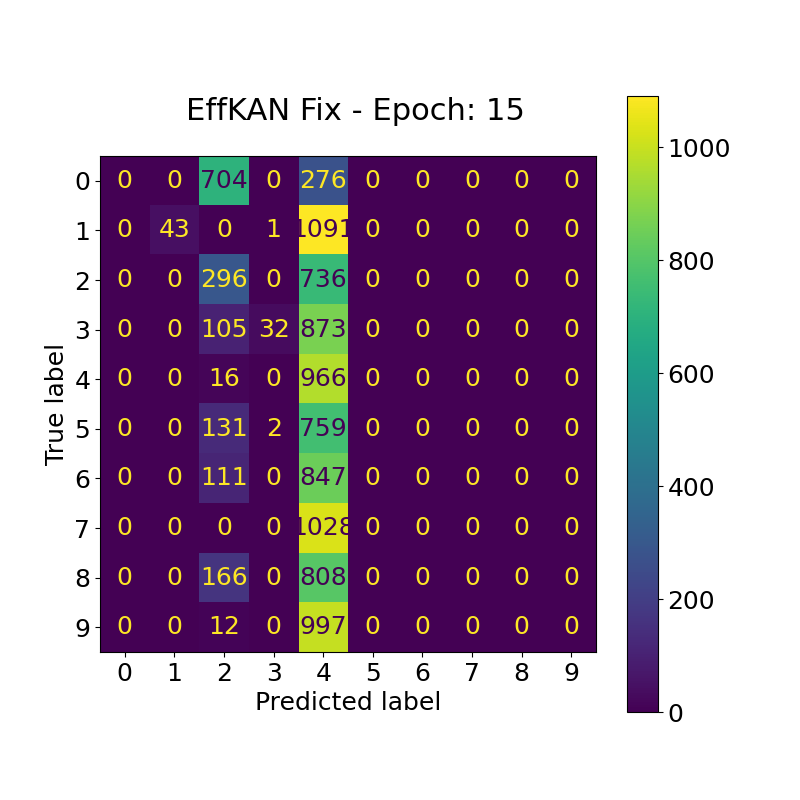 EffKAN Fix - Epoch: 15
0 0 0 704 0 276 0 0 0 0 0
1 0 43 0 1 1091 0 0 0 0 0
2 0 0 296 0 736 0 0 0 0 0
3 0 0 105 32 873 0 0 0 0 0
4 0 0 16 0 966 0 0 0 0 0
5 0 0 131 2 759 0 0 0 0 0
6 0 0 111 0 847 0 0 0 0 0
7 0 0 0 0 1028 0 0 0 0 0
8 0 0 166 0 808 0 0 0 0 0
9 0 0 12 0 997 0 0 0 0 0
0 1 2 3 4 5 6 7 8 9
Predicted label
True label
1000
800
600
400
200
0